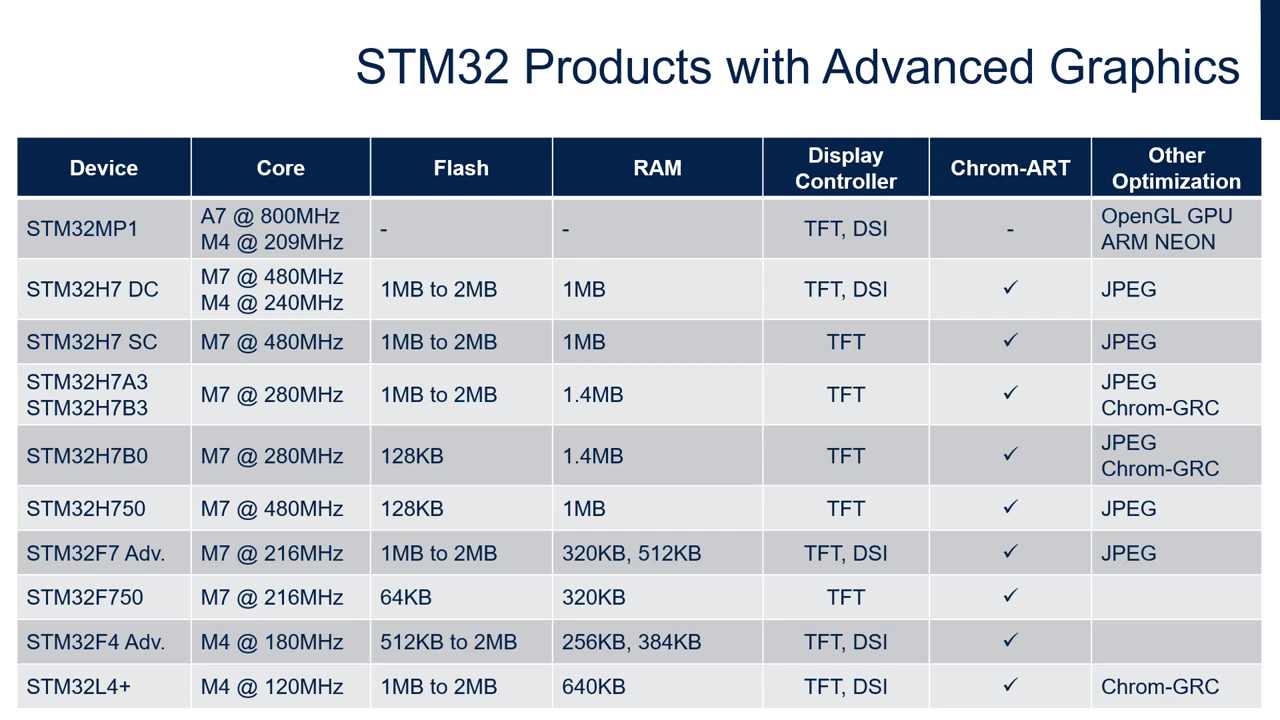 STM32 Products with Advanced Graphics
Device Core Flash RAM Display Controller Chrom-ART Other Optimization
STM32MP1 A7 @ 800MHz M4 @ 209MHz - - TFT, DSI - OpenGL GPU ARM NEON
STM32H7 DC M7 @ 480MHz M4 @ 240MHz 1MB to 2MB 1MB TFT, DSI ✓ JPEG
STM32H7 SC M7 @ 480MHz 1MB to 2MB 1MB TFT ✓ JPEG
STM32H7A3 STM32H7B3 M7 @ 280MHz 1MB to 2MB 1.4MB TFT ✓ JPEG Chrom-GRC
STM32H7B0 M7 @ 280MHz 128KB 1.4MB TFT ✓ JPEG Chrom-GRC
STM32H750 M7 @ 480MHz 128KB 1MB TFT ✓ JPEG
STM32F7 Adv. M7 @ 216MHz 1MB to 2MB 320KB, 512KB TFT, DSI ✓ JPEG
STM32F750 M7 @ 216MHz 64KB 320KB TFT ✓
STM32F4 Adv. M4 @ 180MHz 512KB to 2MB 256KB, 384KB TFT, DSI ✓
STM32L4+ M4 @ 120MHz 1MB to 2MB 640KB TFT, DSI ✓ Chrom-GRC